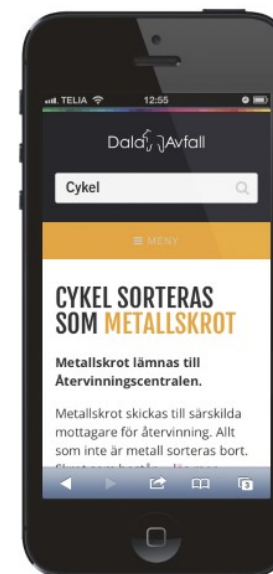 TELIA 12:55
Dala Avfall
Cykel
MENY
CYKEL SORTERAS
SOM METALLSKROT
Metallskrot lämnas till
Återvinningscentralen.
Metallskrot skickas till särskilda
mottagare för återvinning. Allt
som inte är metall sorteras bort.
3